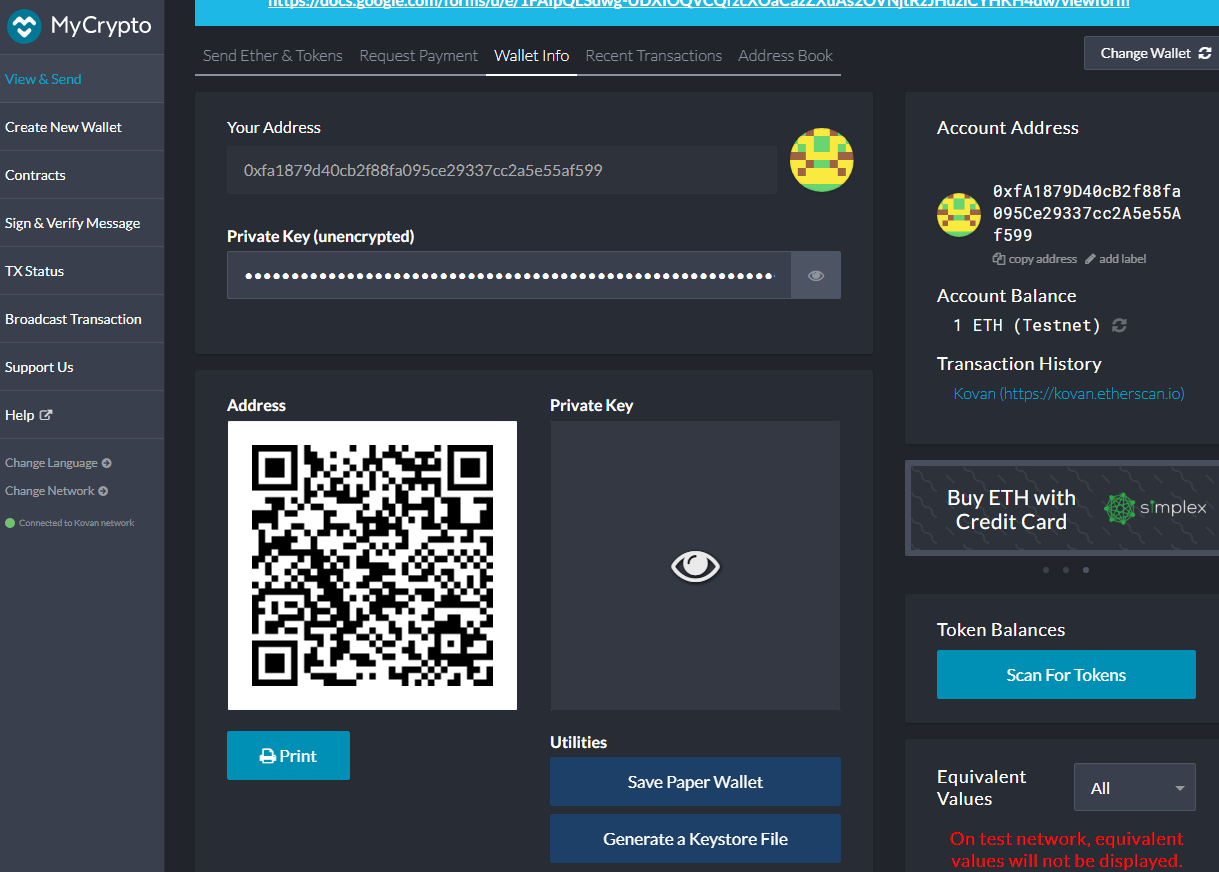 MyCrypto
View & Send
Create New Wallet
Contracts
Sign & Verify Message
TX Status
Broadcast Transaction
Support Us
Help
Change Language
Change Network
Connected to Kovan network
Send Ether & Tokens
Request Payment
Wallet Info
Recent Transactions
Address Book
Change Wallet
Your Address
0xfa1879d40cb2f88fa095ce29337cc2a5e55af599
Private Key (unencrypted)
Address
Private Key
Print
Utilities
Save Paper Wallet
Generate a Keystore File
Account Address
0xfA1879D40cB2f88fa
095Ce29337cc2A5e55A
f599
copy address
add label
Account Balance
1 ETH (Testnet)
Transaction History
Kovan (https://kovan.etherscan.io)
Buy ETH with
Credit Card
simplex
Token Balances
Scan For Tokens
Equivalent
Values
All
On test network, equivalent
values will not be displayed.